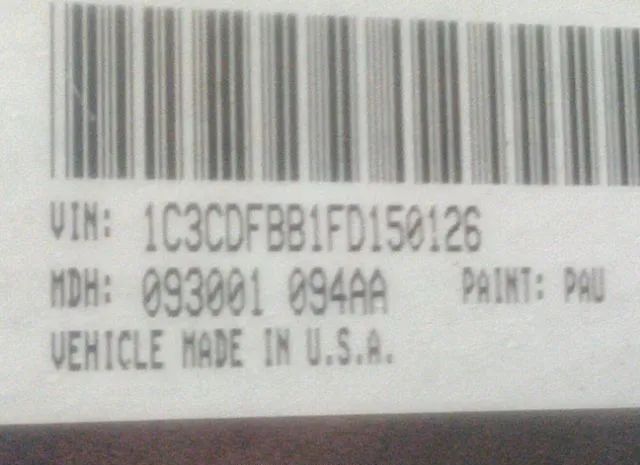 VIN: 1C3CDFBB1FD150126
MDH: 093001 094AA PAINT: PAU
VEHICLE MADE IN U.S.A.